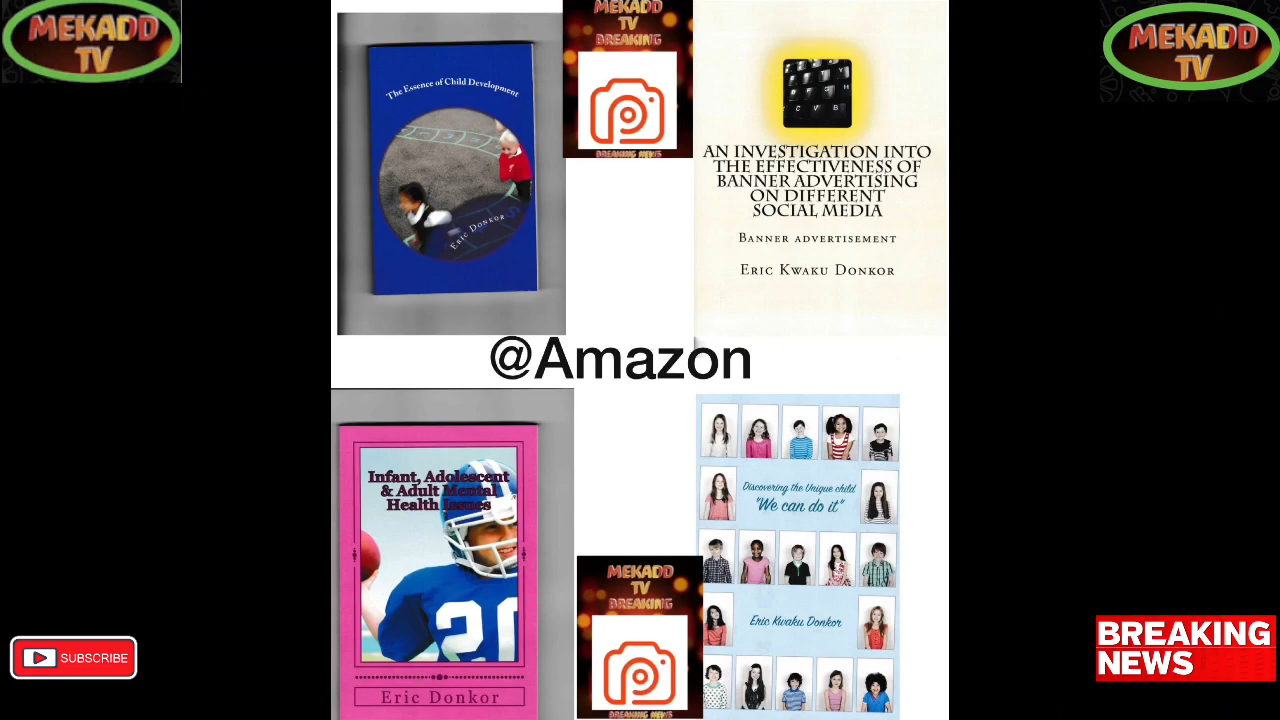 MEKADD
TV
MEKADD
TV
BREAKING
BREAKING NEWS
MEKADD
TV
The Essence of Child Development
Eric Donkor
Y
G H
C V B
AN INVESTIGATION INTO
THE EFFECTIVENESS OF
BANNER ADVERTISING
ON DIFFERENT
SOCIAL MEDIA
Banner advertisement
Eric Kwaku Donkor
@Amazon
Infant, Adolescent
& Adult Mental
Health Issues
20
Eric Donkor
Discovering the Unique child
"We can do it"
Eric Kwaku Donkor
MEKADD
TV
BREAKING
BREAKING NEWS
SUBSCRIBE
BREAKING
NEWS